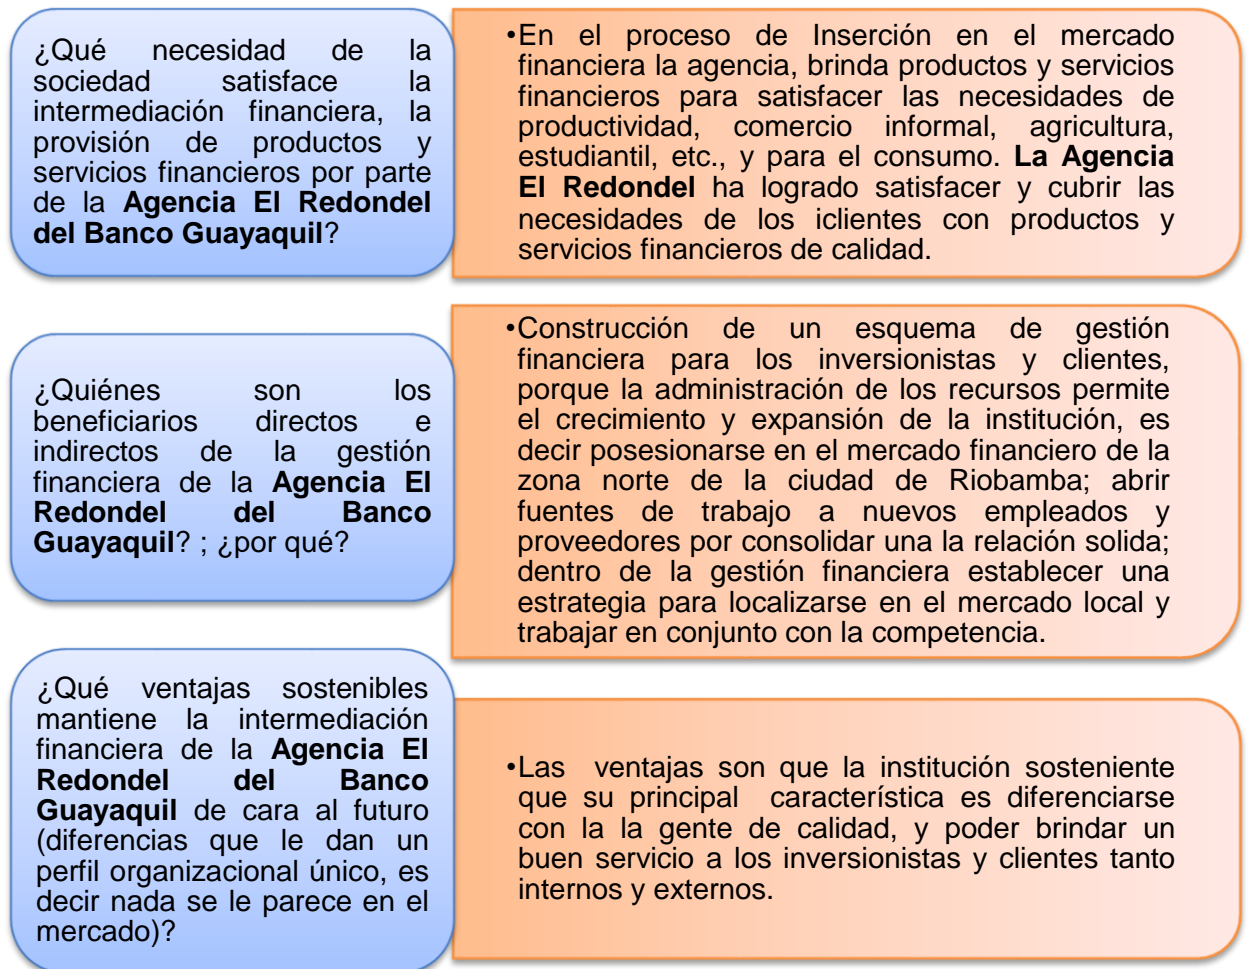 ¿Qué necesidad de la
sociedad satisface la
intermediación financiera, la
provisión de productos y
servicios financieros por parte
de la Agencia El Redondel
del Banco Guayaquil?
•En el proceso de Inserción en el mercado
financiera la agencia, brinda productos y servicios
financieros para satisfacer las necesidades de
productividad, comercio informal, agricultura,
estudiantil, etc., y para el consumo. La Agencia
El Redondel ha logrado satisfacer y cubrir las
necesidades de los iclientes con productos y
servicios financieros de calidad.
¿Quiénes son los
beneficiarios directos e
indirectos de la gestión
financiera de la Agencia El
Redondel del Banco
Guayaquil? ; ¿por qué?
•Construcción de un esquema de gestión
financiera para los inversionistas y clientes,
porque la administración de los recursos permite
el crecimiento y expansión de la institución, es
decir posesionarse en el mercado financiero de la
zona norte de la ciudad de Riobamba; abrir
fuentes de trabajo a nuevos empleados y
proveedores por consolidar una la relación solida;
dentro de la gestión financiera establecer una
estrategia para localizarse en el mercado local y
trabajar en conjunto con la competencia.
¿Qué ventajas sostenibles
mantiene la intermediación
financiera de la Agencia El
Redondel del Banco
Guayaquil de cara al futuro
(diferencias que le dan un
perfil organizacional único, es
decir nada se le parece en el
mercado)?
•Las ventajas son que la institución sosteniente
que su principal característica es diferenciarse
con la la gente de calidad, y poder brindar un
buen servicio a los inversionistas y clientes tanto
internos y externos.